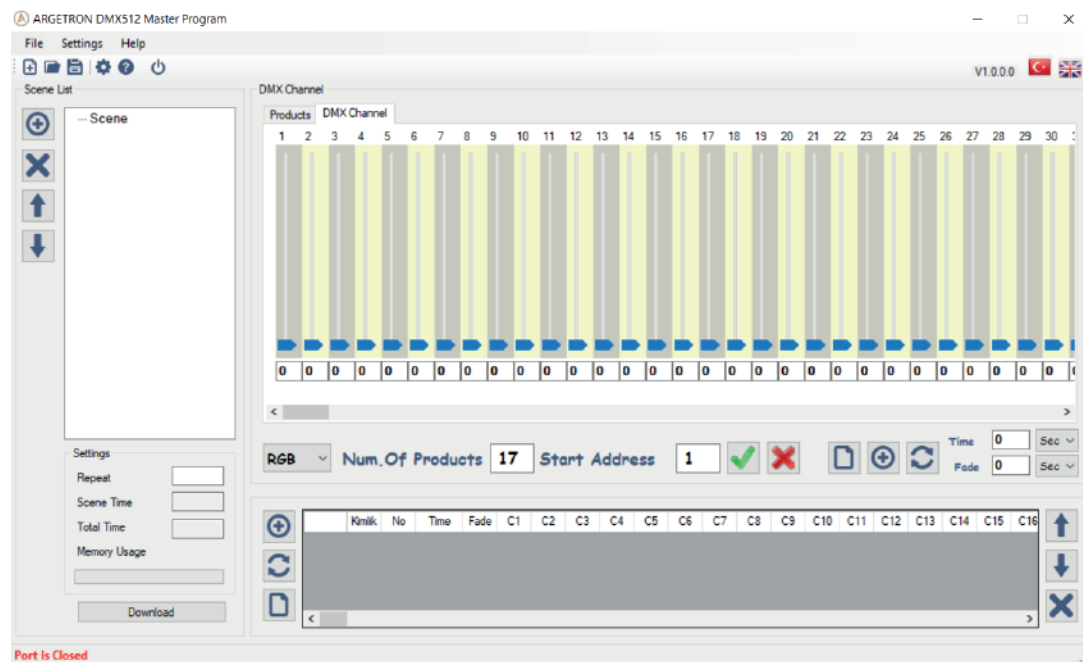 ARGETRON DMX512 Master Program
File Settings Help
V1.0.0.0
Scene List
Scene
DMX Channel
Products DMX Channel
1 2 3 4 5 6 7 8 9 10 11 12 13 14 15 16 17 18 19 20 21 22 23 24 25 26 27 28 29 30
0 0 0 0 0 0 0 0 0 0 0 0 0 0 0 0 0 0 0 0 0 0 0 0 0 0 0 0 0 0
RGB Num.Of Products 17 Start Address 1
Time 0 Sec
Fade 0 Sec
Settings
Repeat
Scene Time
Total Time
Memory Usage
Download
Kimlik No Time Fade C1 C2 C3 C4 C5 C6 C7 C8 C9 C10 C11 C12 C13 C14 C15 C16
Port Is Closed